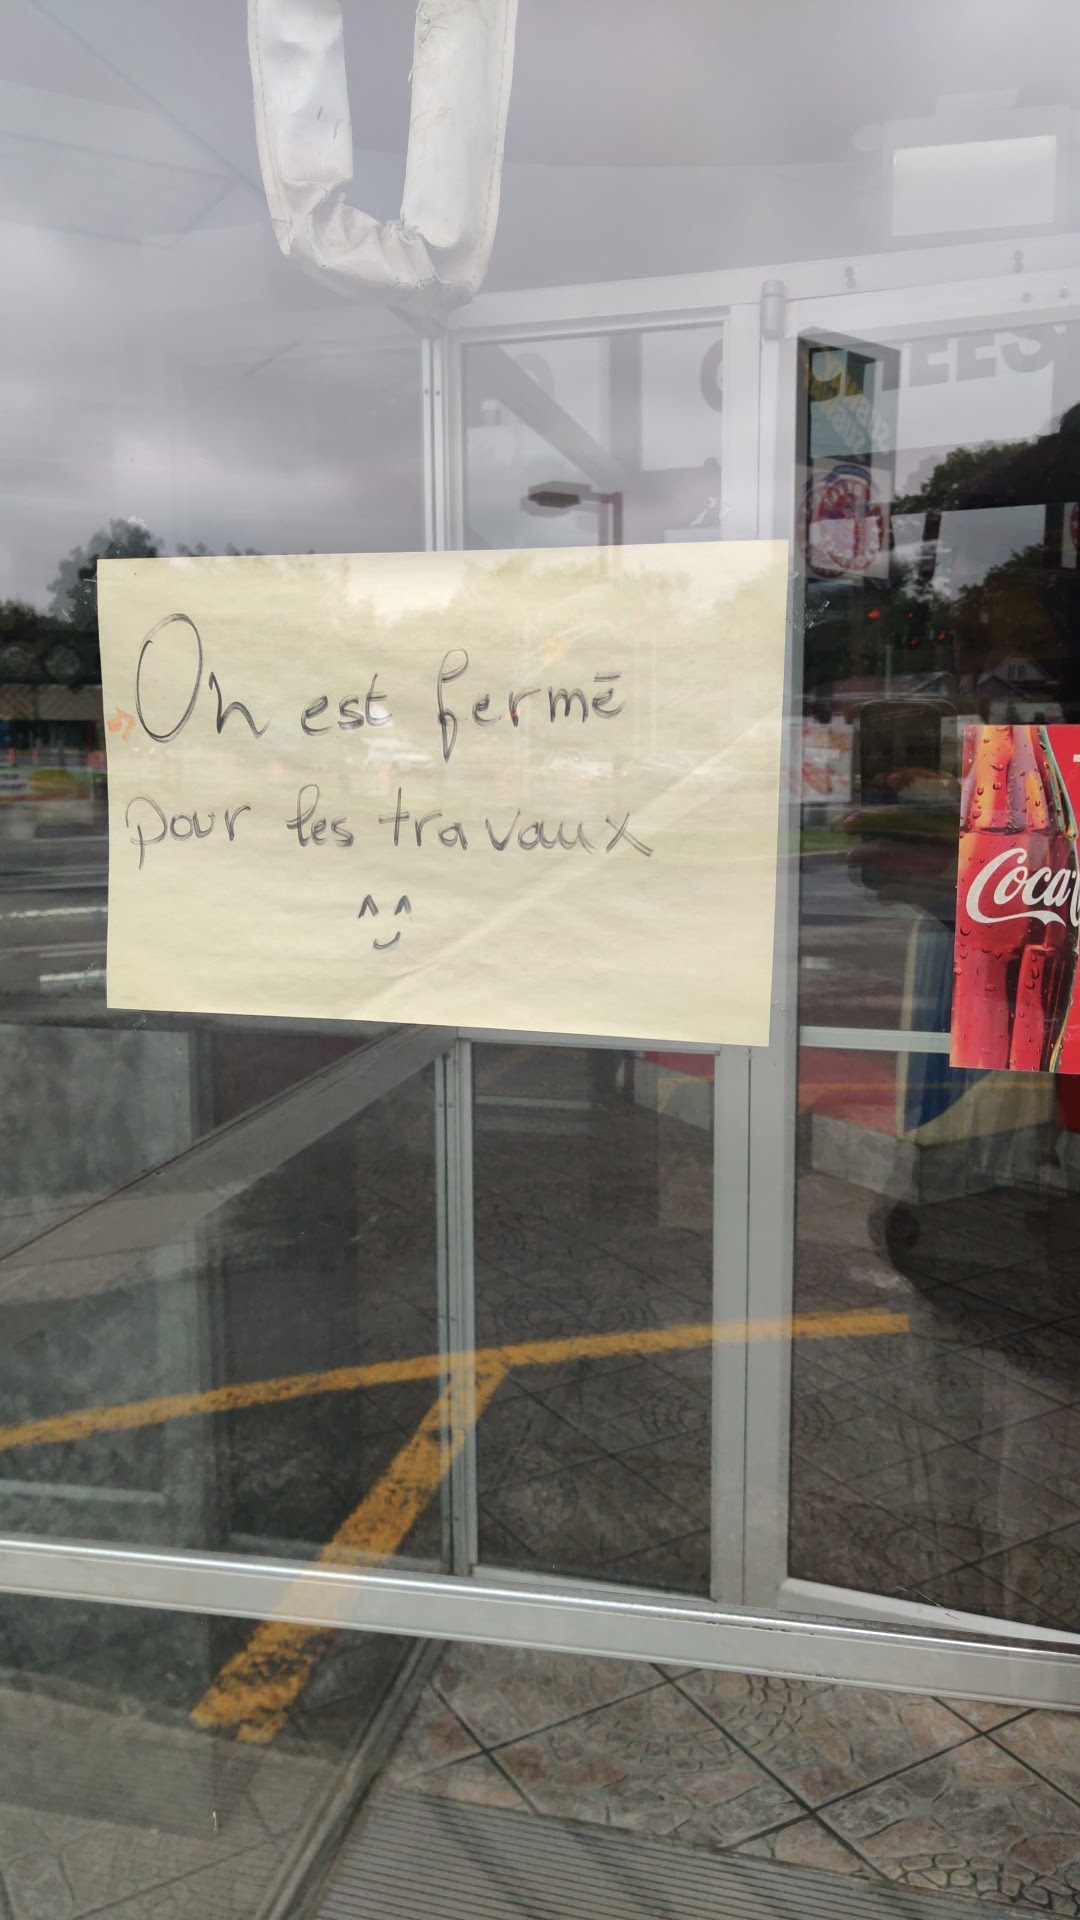 On est fermé
pour les travaux
^^
Coca